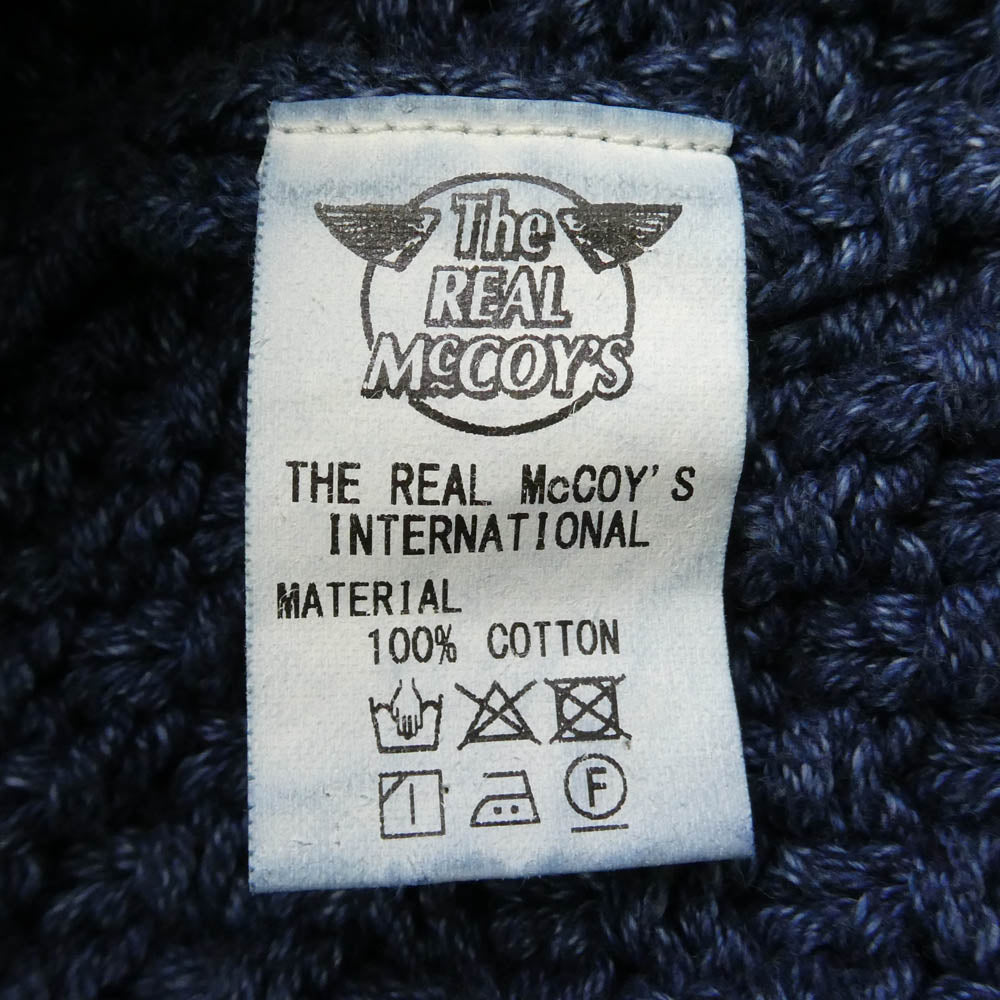 The
REAL
McCOY'S
THE REAL McCOY'S
INTERNATIONAL
MATERIAL
100% COTTON
F